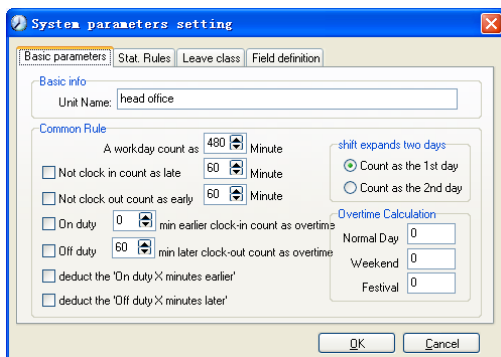 System parameters setting
Basic parameters Stat. Rules Leave class Field definition
Basic info
Unit Name: head office
Common Rule
A workday count as 480 Minute
Not clock in count as late 60 Minute
Not clock out count as early 60 Minute
On duty 0 min earlier clock-in count as overtime
Off duty 60 min later clock-out count as overtime
deduct the 'On duty X minutes earlier'
deduct the 'Off duty X minutes later'
shift expands two days
Count as the 1st day
Count as the 2nd day
Overtime Calculation
Normal Day 0
Weekend 0
Festival 0
OK Cancel